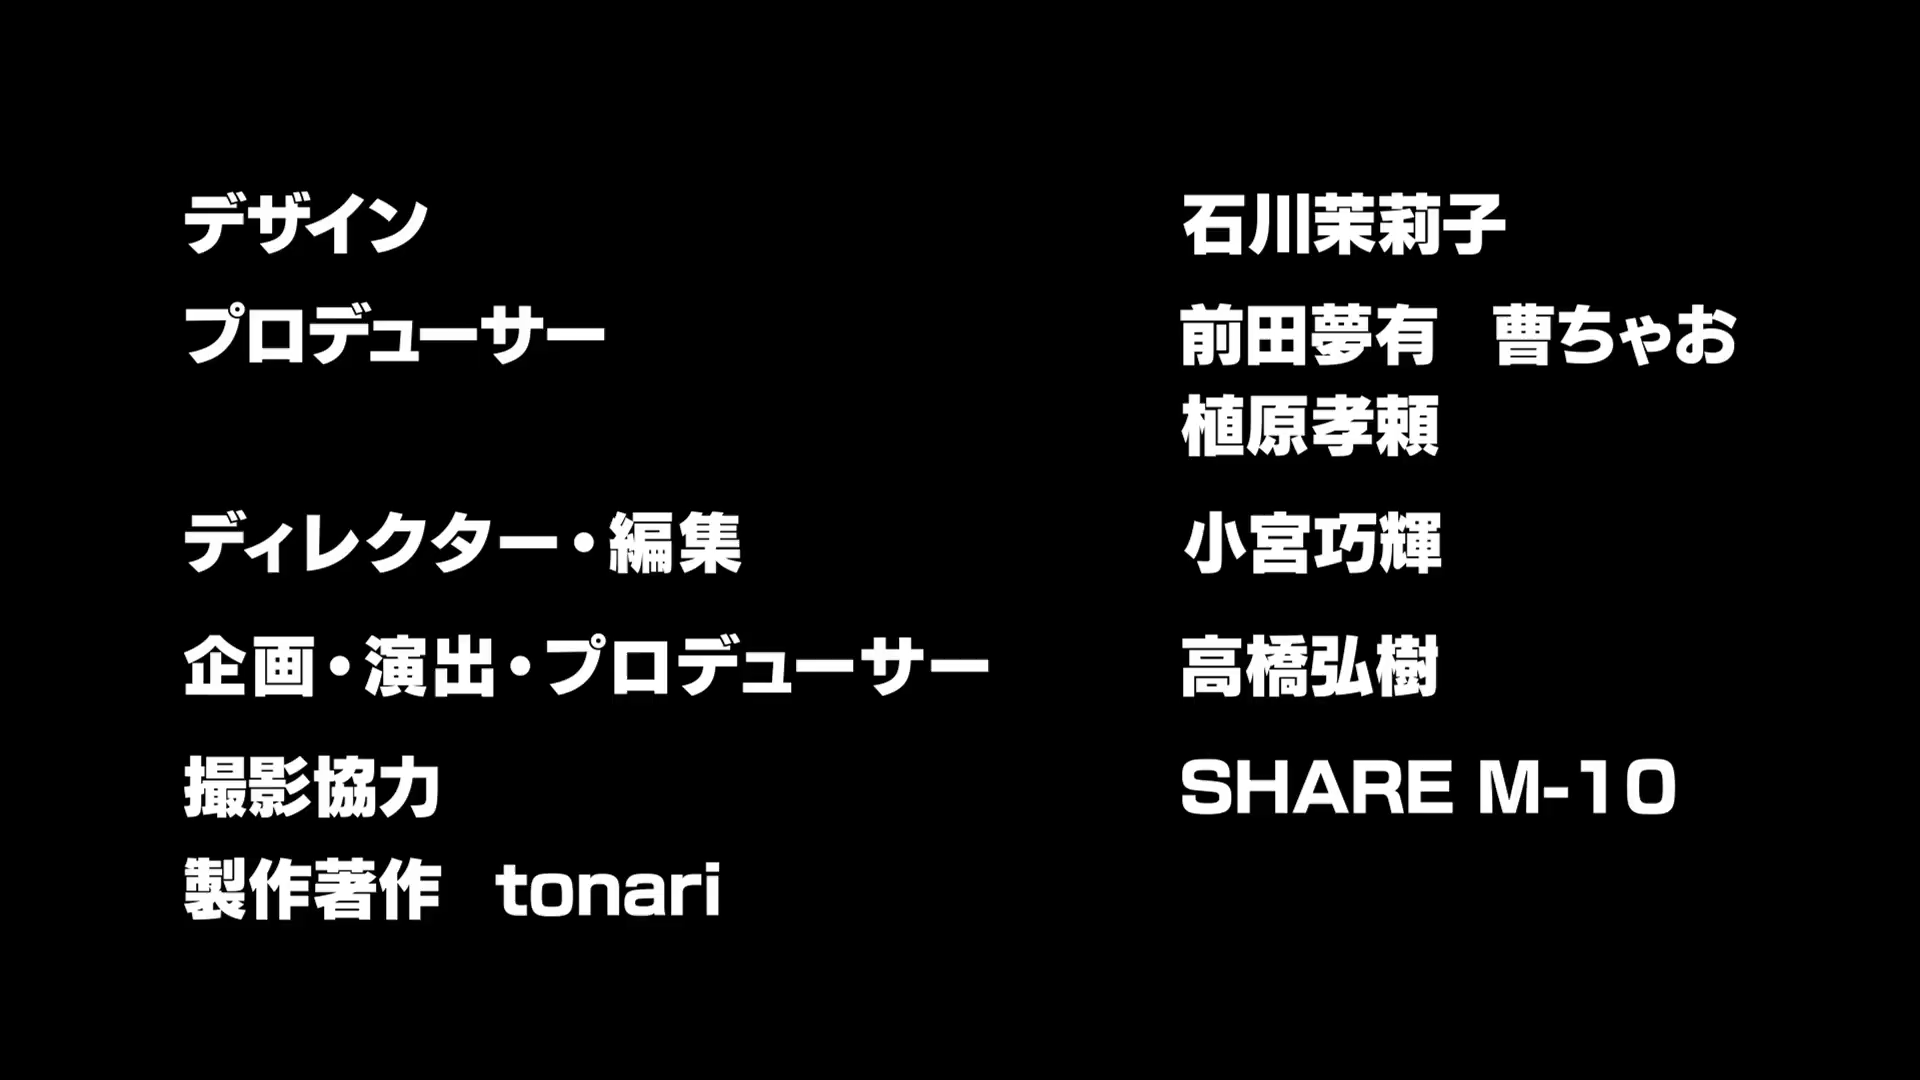 デザイン 石川茉莉子
プロデューサー 前田夢有 曹ちゃお
植原孝頼
ディレクター・編集 小宮巧輝
企画・演出・プロデューサー 高橋弘樹
撮影協力 SHARE M-10
製作著作 tonari